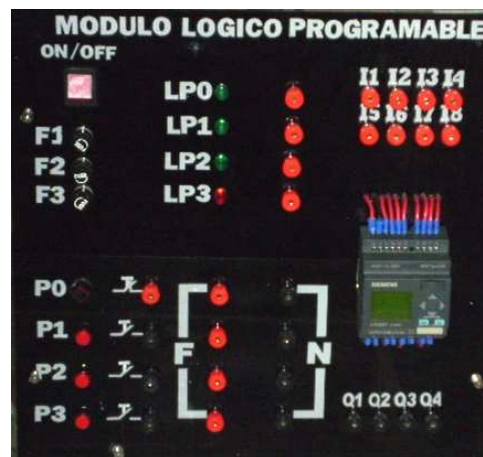 MODULO LOGICO PROGRAMABLE
ON/OFF
LP0
I1 I2 I3 I4
F1
LP1
I5 I6 I7 I8
F2
LP2
F3
LP3
SIEMENS
P0
P1
F
N
P2
P3
Q1 Q2 Q3 Q4